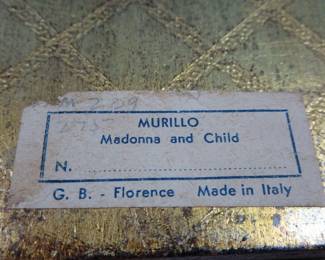 MURILLO
Madonna and Child
N. ......................................................
G. B. - Florence Made in Italy